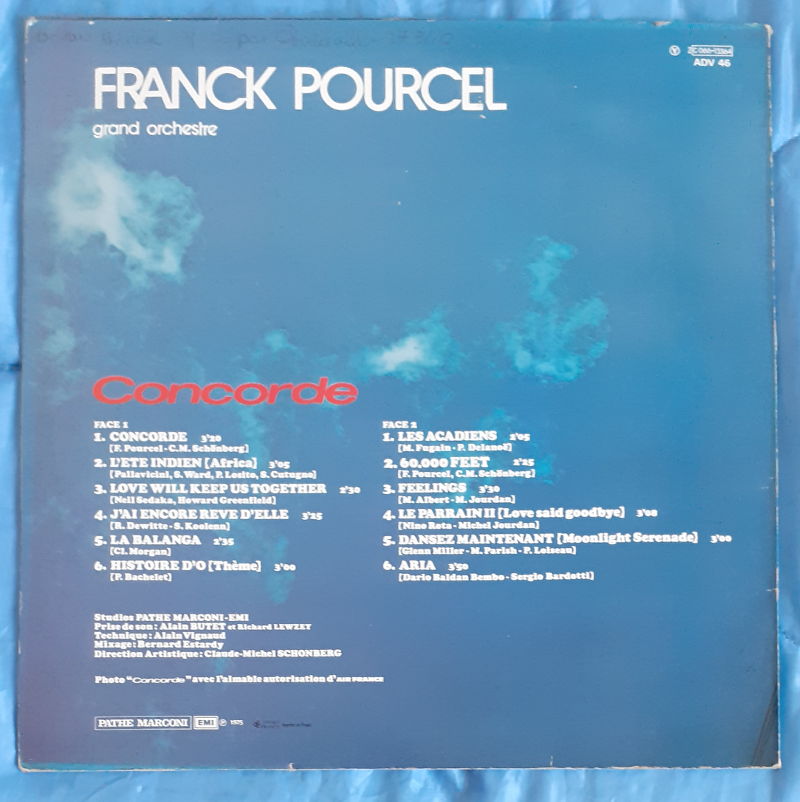 Y 2C 066-13364
ADV 46
FRANCK POURCEL
grand orchestre
Concorde
FACE 1
1. CONCORDE 3'20
[F. Pourcel - C.M. Schönberg]
2. L'ETE INDIEN [Africa] 3'05
[Pallavicini, S. Ward, P. Losito, S. Cutugno]
3. LOVE WILL KEEP US TOGETHER 2'30
[Neil Sedaka, Howard Greenfield]
4. J'AI ENCORE REVE D'ELLE 3'25
[R. Dewitte - S. Koolenn]
5. LA BALANGA 2'35
[Cl. Morgan]
6. HISTOIRE D'O [Thème] 3'00
[P. Bachelet]
FACE 2
1. LES ACADIENS 2'05
[M. Fugain - P. Delanoë]
2. 60,000 FEET 2'25
[F. Pourcel, C.M. Schönberg]
3. FEELINGS 3'30
[M. Albert - M. Jourdan]
4. LE PARRAIN II [Love said goodbye] 3'00
[Nino Rota - Michel Jourdan]
5. DANSEZ MAINTENANT [Moonlight Serenade] 3'00
[Glenn Miller - M. Parish - P. Loiseau]
6. ARIA 3'50
[Dario Baldan Bembo - Sergio Bardotti]
Studios PATHE MARCONI-EMI
Prise de son : Alain BUTET et Richard LEWZEY
Technique : Alain Vignaud
Mixage : Bernard Estardy
Direction Artistique : Claude-Michel SCHONBERG
Photo "Concorde" avec l'aimable autorisation d'AIR FRANCE
PATHE MARCONI EMI ℗ 1975